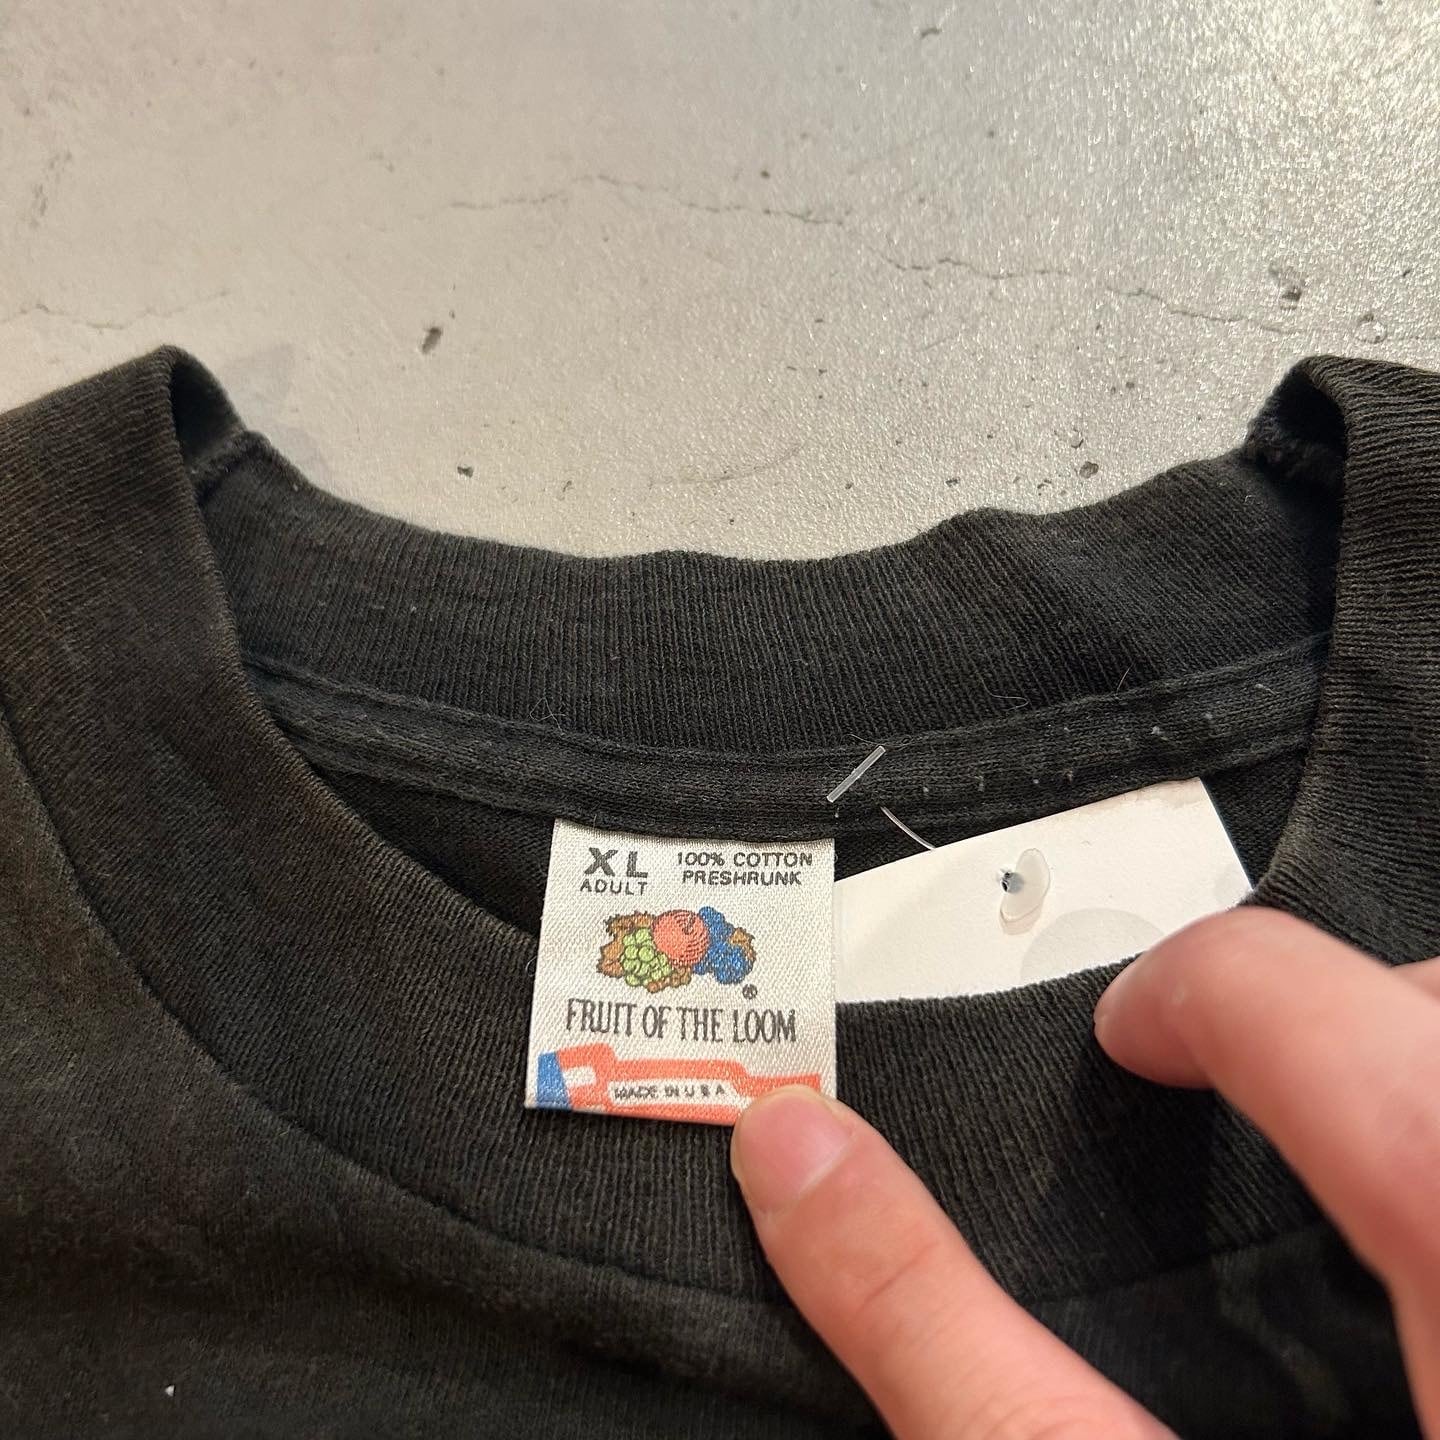 XL
ADULT
100% COTTON
PRESHRUNK
®
FRUIT OF THE LOOM
MADE IN U S A